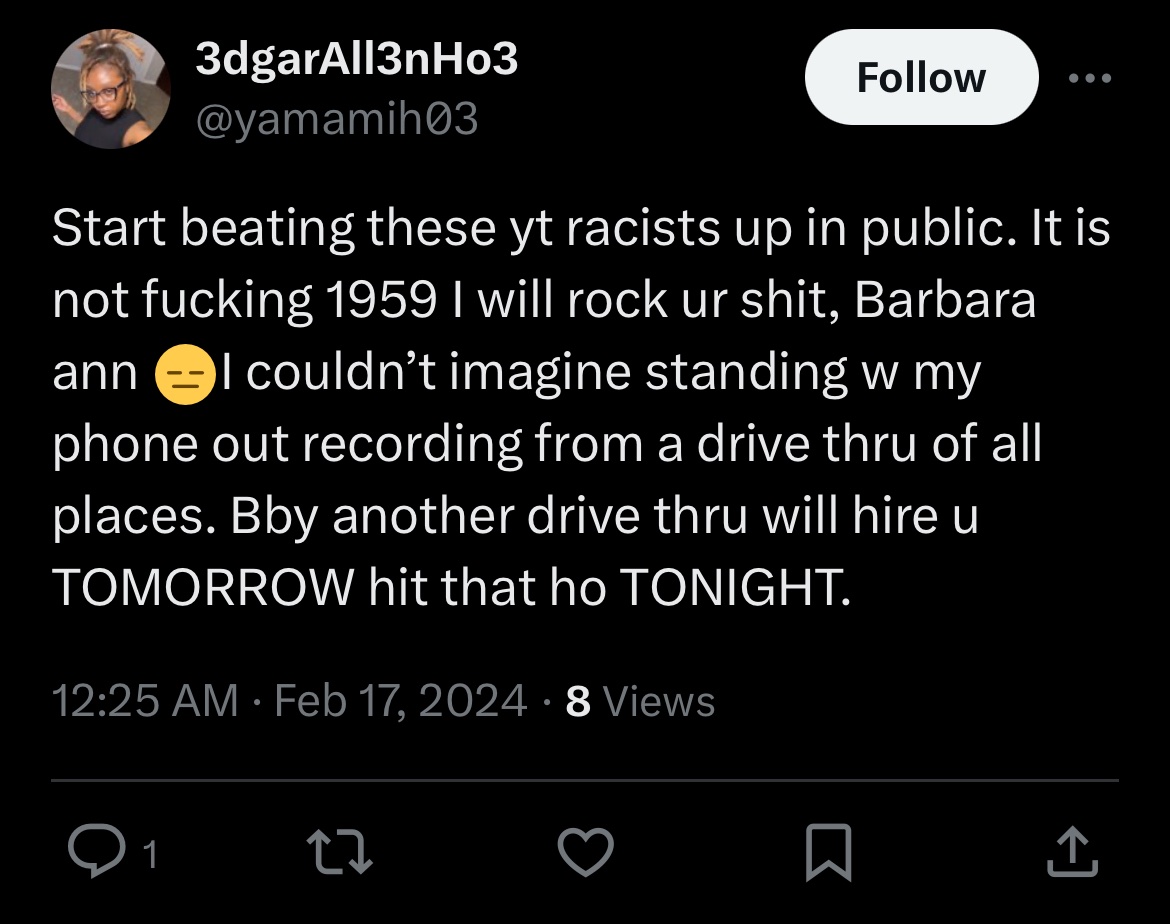 3dgarAll3nHo3
@yamamih03
Follow
Start beating these yt racists up in public. It is
not fucking 1959 I will rock ur shit, Barbara
ann 😑I couldn’t imagine standing w my
phone out recording from a drive thru of all
places. Bby another drive thru will hire u
TOMORROW hit that ho TONIGHT.
12:25 AM · Feb 17, 2024 · 8 Views
1